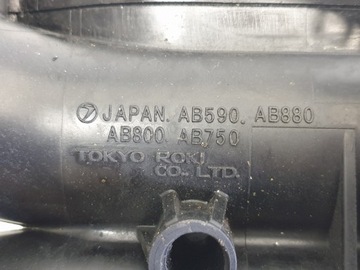 JAPAN. AB590. AB880
AB800 AB750
TOKYO ROKI
CO., LTD.